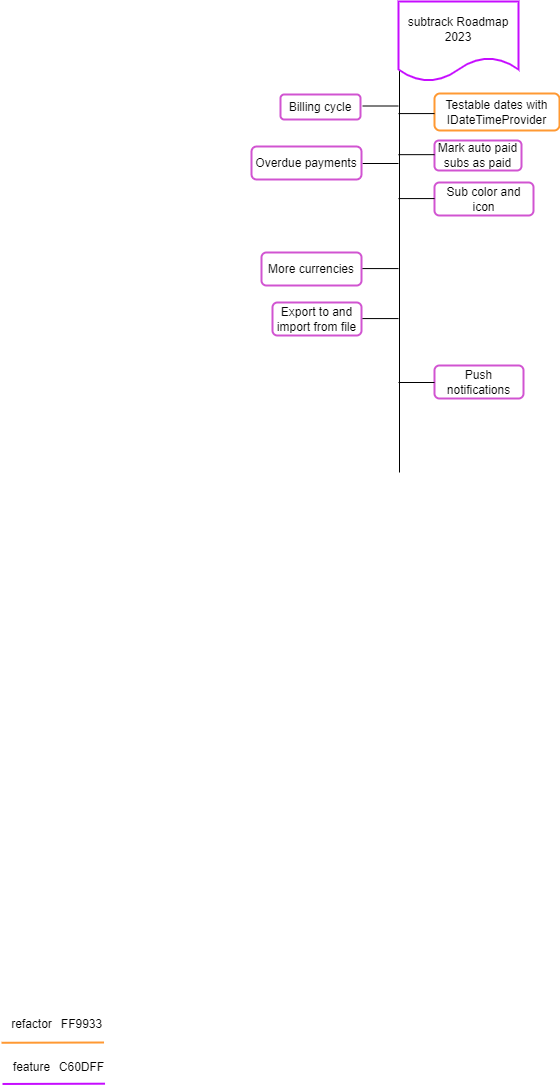 subtrack Roadmap
2023
Billing cycle
Testable dates with
IDateTimeProvider
Mark auto paid
subs as paid
Overdue payments
Sub color and
icon
More currencies
Export to and
import from file
Push
notifications
refactor FF9933
feature C60DFF